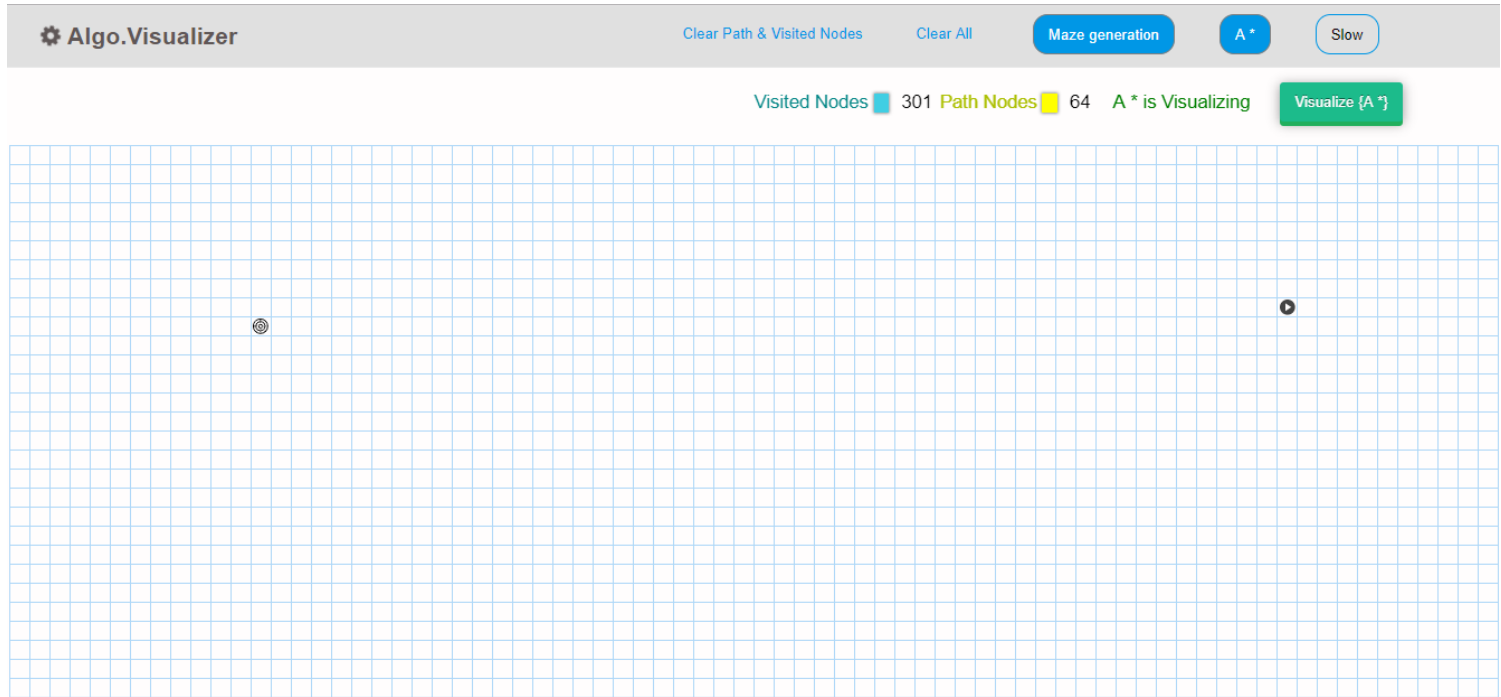 Algo.Visualizer
Clear Path & Visited Nodes Clear All Maze generation A * Slow
Visited Nodes 301 Path Nodes 64 A * is Visualizing Visualize {A *}